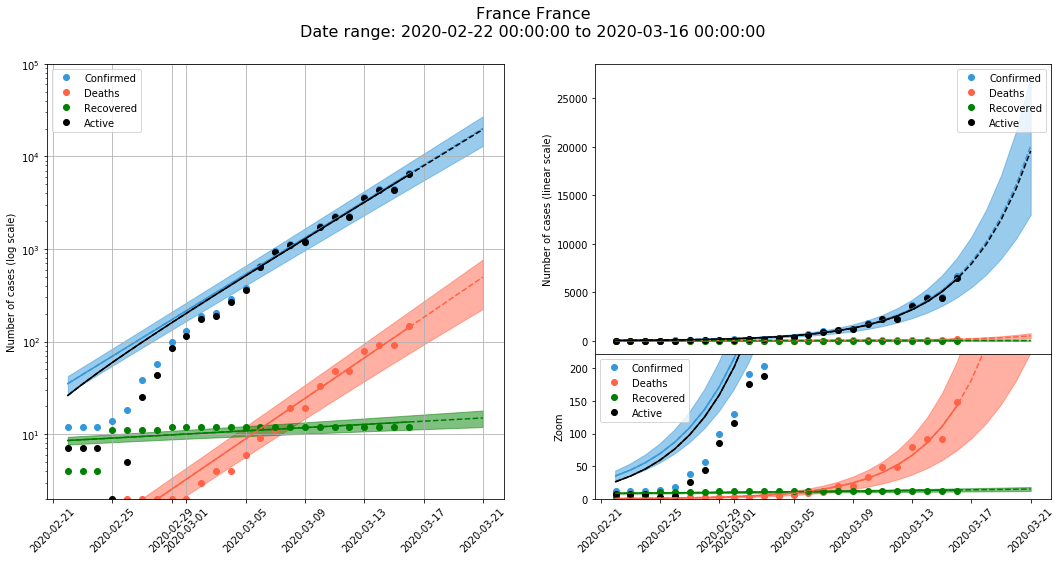 France France
Date range: 2020-02-22 00:00:00 to 2020-03-16 00:00:00
Confirmed
Deaths
Recovered
Active
Number of cases (log scale)
10^5
10^4
10^3
10^2
10^1
2020-02-21
2020-02-25
2020-02-29
2020-03-01
2020-03-05
2020-03-09
2020-03-13
2020-03-17
2020-03-21
Confirmed
Deaths
Recovered
Active
Number of cases (linear scale)
25000
20000
15000
10000
5000
0
Confirmed
Deaths
Recovered
Active
Zoom
200
150
100
50
0
2020-02-21
2020-02-25
2020-02-29
2020-03-01
2020-03-05
2020-03-09
2020-03-13
2020-03-17
2020-03-21